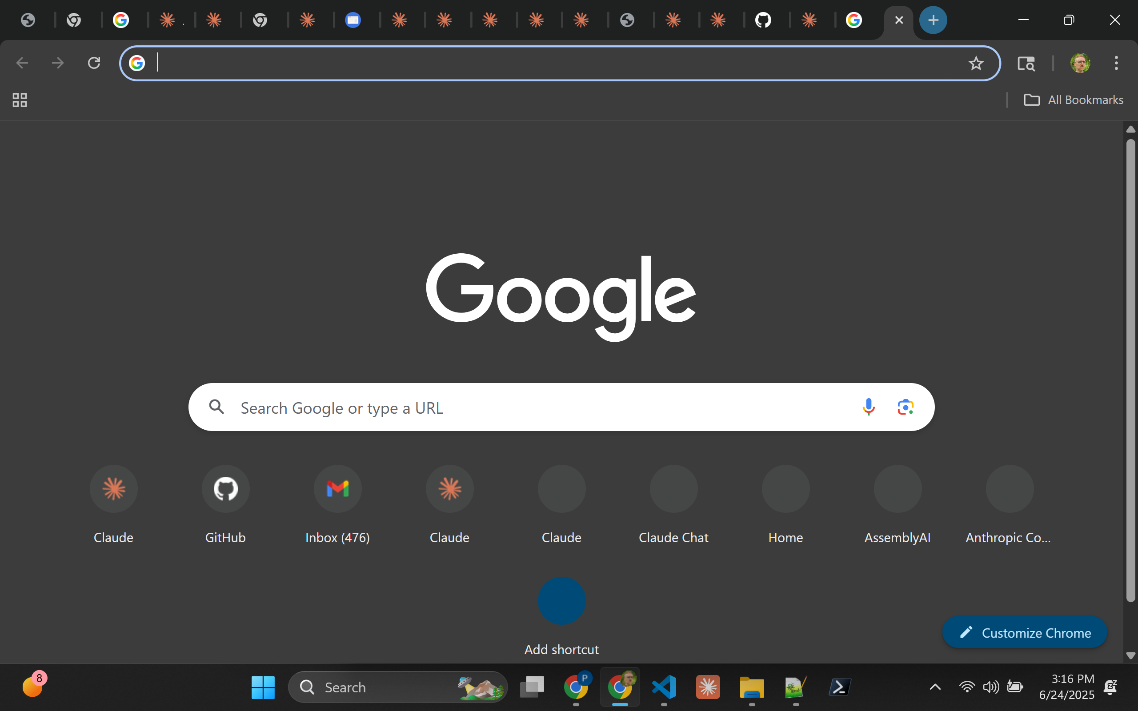 All Bookmarks
Google
Search Google or type a URL
Claude
GitHub
Inbox (476)
Claude
Claude
Claude Chat
Home
AssemblyAI
Anthropic Co...
Add shortcut
Customize Chrome
8
Search
P
3:16 PM
6/24/2025